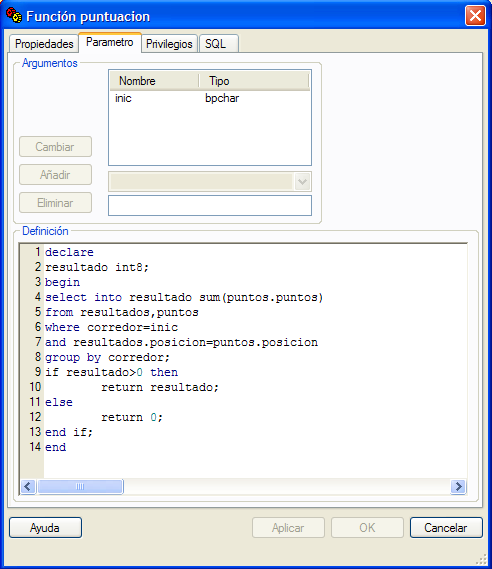 Función puntuacion
Propiedades Parametro Privilegios SQL
Argumentos
Nombre Tipo
inic bpchar
Cambiar
Añadir
Eliminar
Definición
1 declare
2 resultado int8;
3 begin
4 select into resultado sum(puntos.puntos)
5 from resultados,puntos
6 where corredor=inic
7 and resultados.posicion=puntos.posicion
8 group by corredor;
9 if resultado>0 then
10 return resultado;
11 else
12 return 0;
13 end if;
14 end
Ayuda Aplicar OK Cancelar